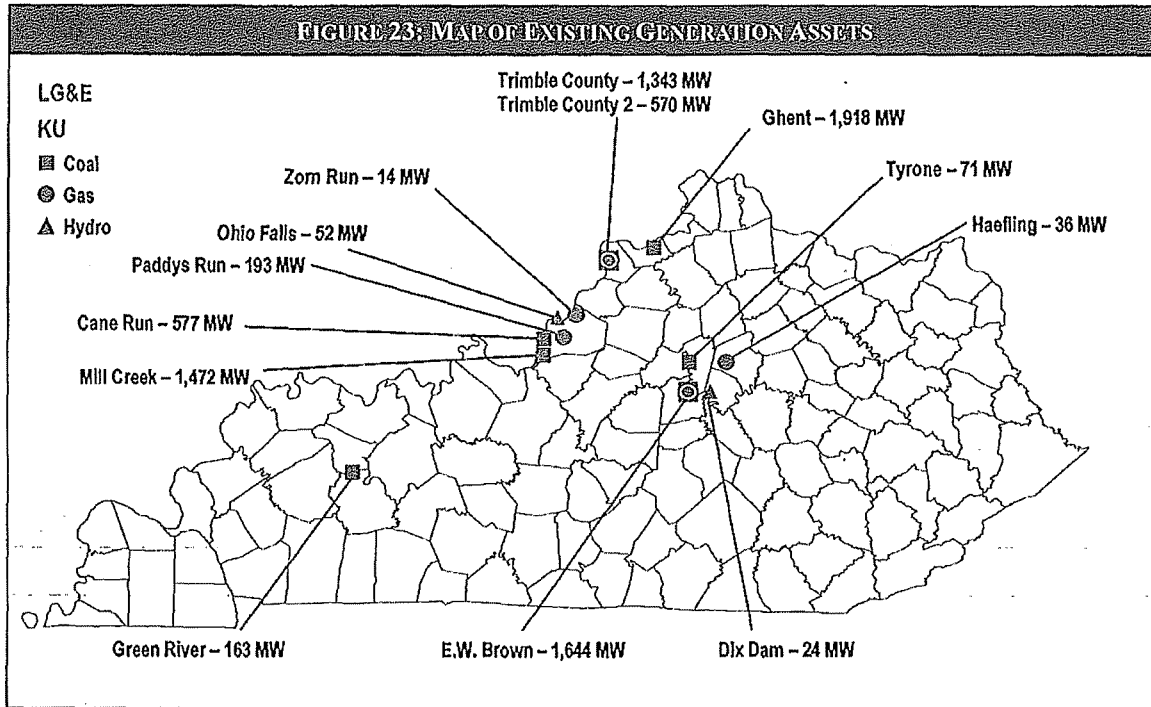 FIGURE 23: MAP OF EXISTING GENERATION ASSETS
LG&E
KU
Coal
Gas
Hydro
Trimble County – 1,343 MW
Trimble County 2 – 570 MW
Ghent – 1,918 MW
Zorn Run – 14 MW
Tyrone – 71 MW
Ohio Falls – 52 MW
Haefling – 36 MW
Paddys Run – 193 MW
Cane Run – 577 MW
Mill Creek – 1,472 MW
Green River – 163 MW
E.W. Brown – 1,644 MW
Dix Dam – 24 MW